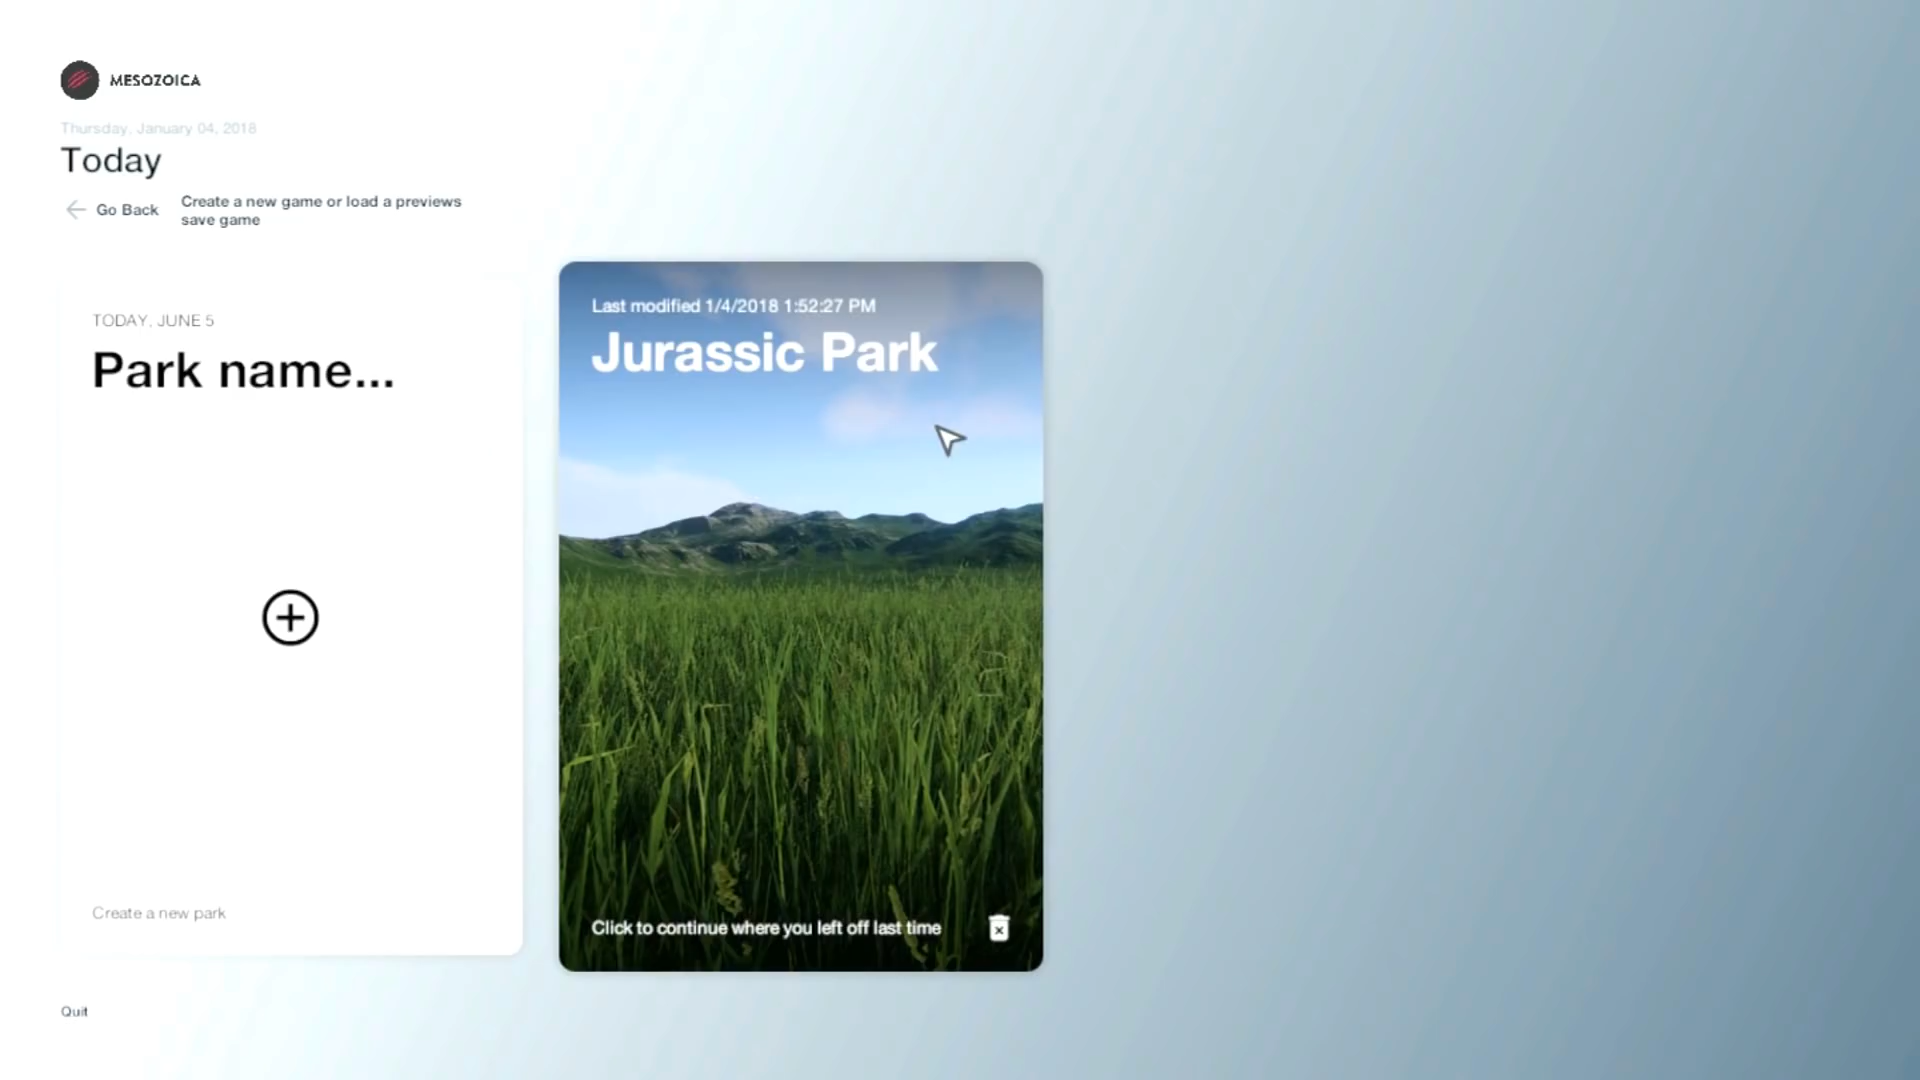 MESOZOICA
Thursday, January 04, 2018
Today
Go Back
Create a new game or load a previews
save game
TODAY, JUNE 5
Park name...
Create a new park
Last modified 1/4/2018 1:52:27 PM
Jurassic Park
Click to continue where you left off last time
Quit